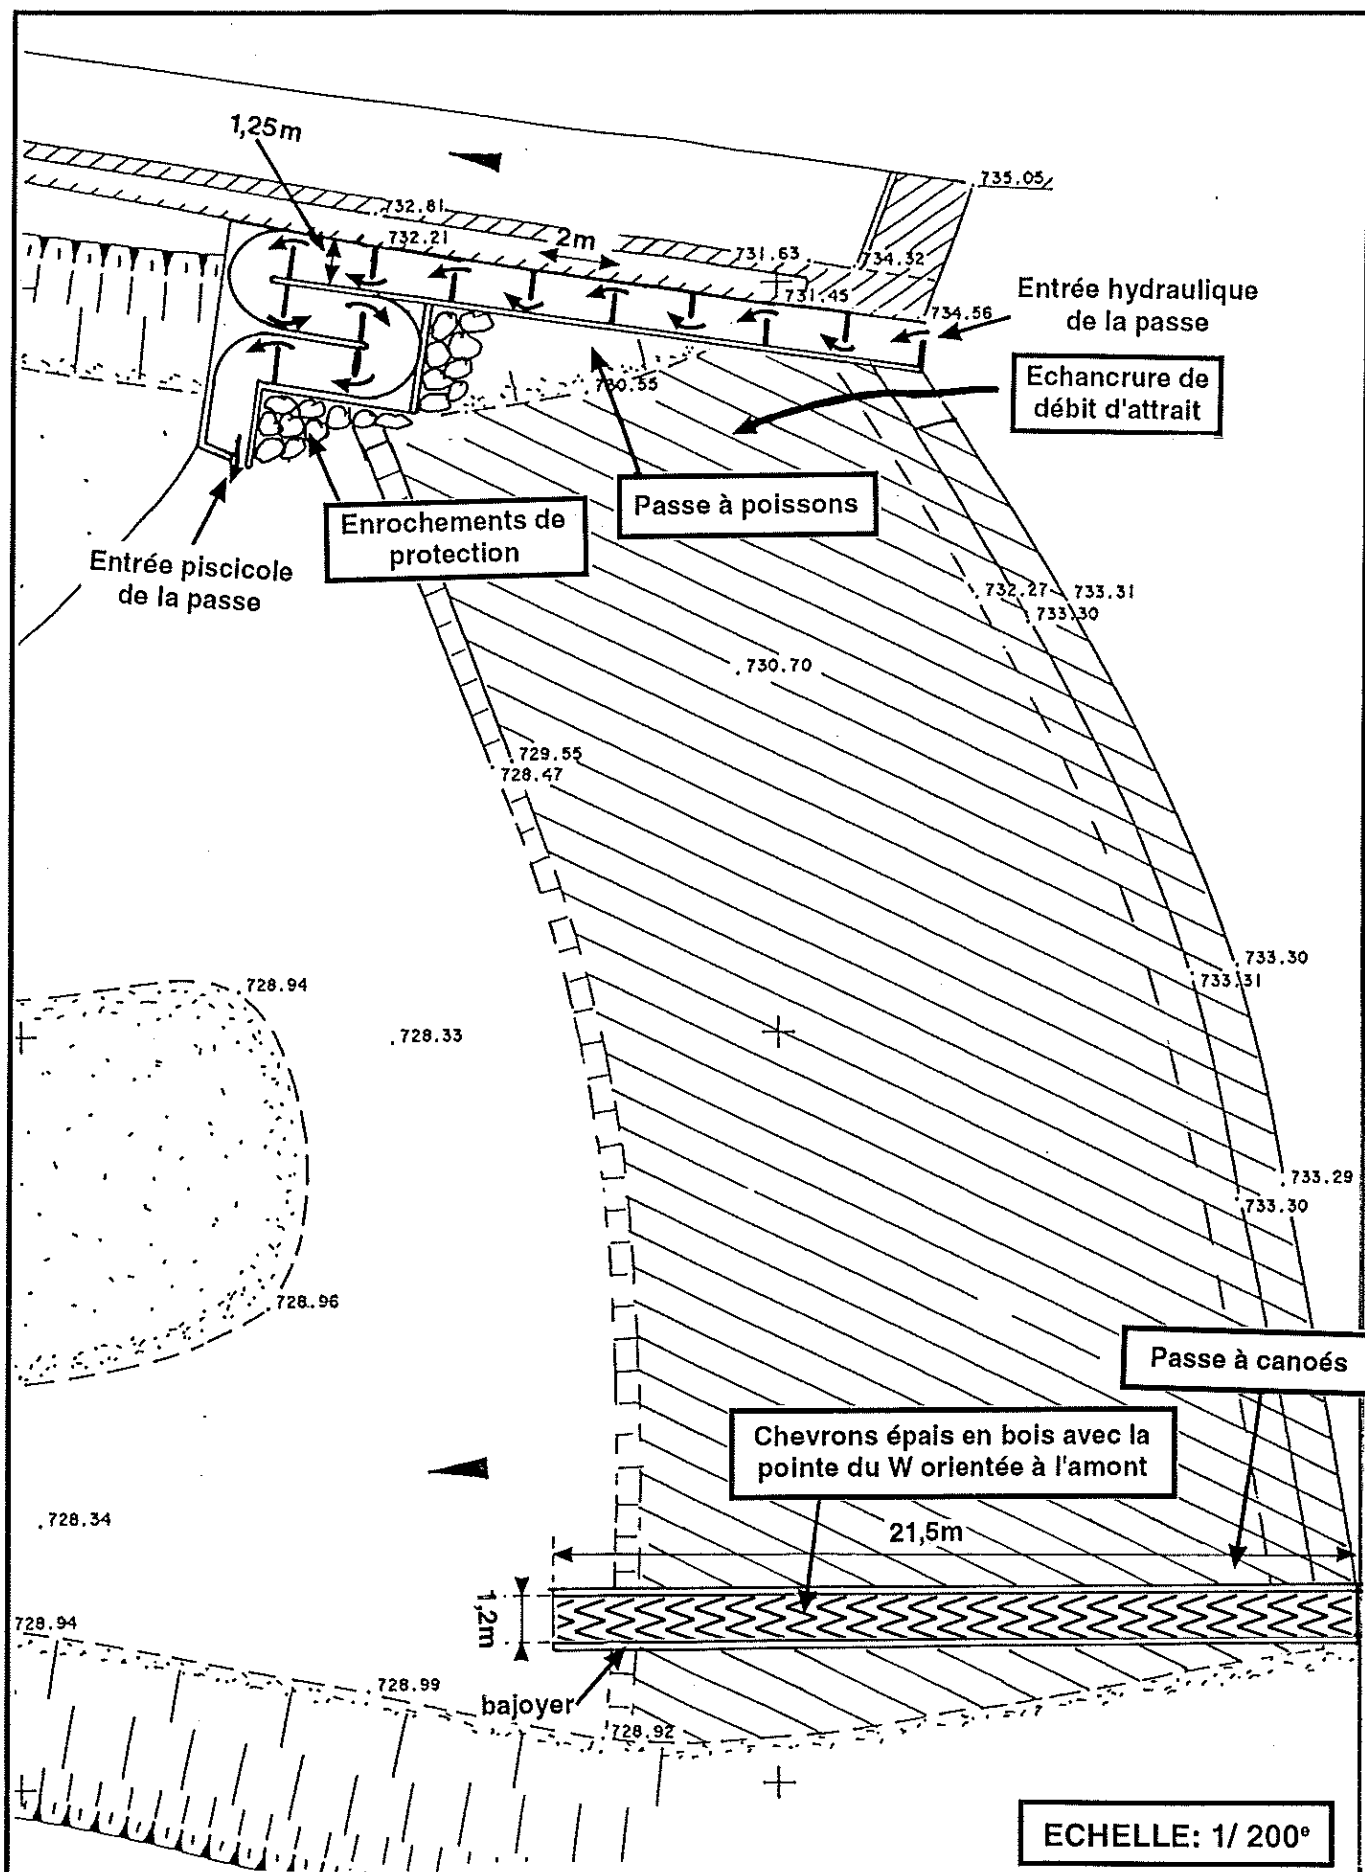 1,25m
735.05
732.81
732.21
2m
731.63
734.32
731.45
Entrée hydraulique
de la passe
734.56
Echancrure de
débit d'attrait
730.55
Passe à poissons
Enrochements de
protection
Entrée piscicole
de la passe
732.27
733.31
733.30
730.70
729.55
728.47
733.30
733.31
728.94
728.33
733.29
733.30
728.96
Passe à canoés
Chevrons épais en bois avec la
pointe du W orientée à l'amont
728.34
21,5m
1,2m
728.94
728.99
bajoyer
728.92
ECHELLE: 1/ 200e